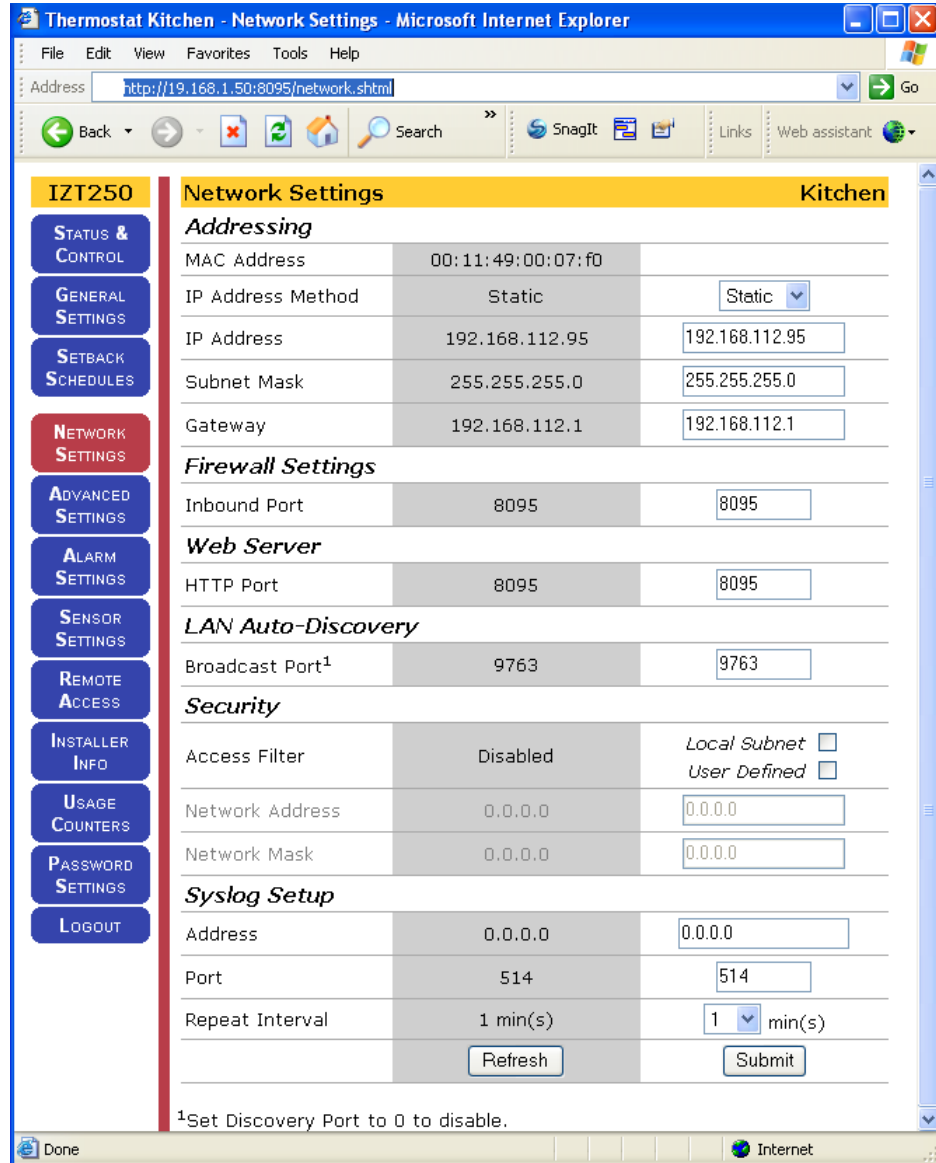 Thermostat Kitchen - Network Settings - Microsoft Internet Explorer
File Edit View Favorites Tools Help
Address http://19.168.1.50:8095/network.shtml Go
Back Search » SnagIt Links Web assistant
IZT250
STATUS &
CONTROL
GENERAL
SETTINGS
SETBACK
SCHEDULES
NETWORK
SETTINGS
ADVANCED
SETTINGS
ALARM
SETTINGS
SENSOR
SETTINGS
REMOTE
ACCESS
INSTALLER
INFO
USAGE
COUNTERS
PASSWORD
SETTINGS
LOGOUT
Network Settings Kitchen
Addressing
MAC Address 00:11:49:00:07:f0
IP Address Method Static Static
IP Address 192.168.112.95 192.168.112.95
Subnet Mask 255.255.255.0 255.255.255.0
Gateway 192.168.112.1 192.168.112.1
Firewall Settings
Inbound Port 8095 8095
Web Server
HTTP Port 8095 8095
LAN Auto-Discovery
Broadcast Port¹ 9763 9763
Security
Access Filter Disabled Local Subnet
User Defined
Network Address 0.0.0.0 0.0.0.0
Network Mask 0.0.0.0 0.0.0.0
Syslog Setup
Address 0.0.0.0 0.0.0.0
Port 514 514
Repeat Interval 1 min(s) 1 min(s)
Refresh Submit
¹Set Discovery Port to 0 to disable.
Done Internet